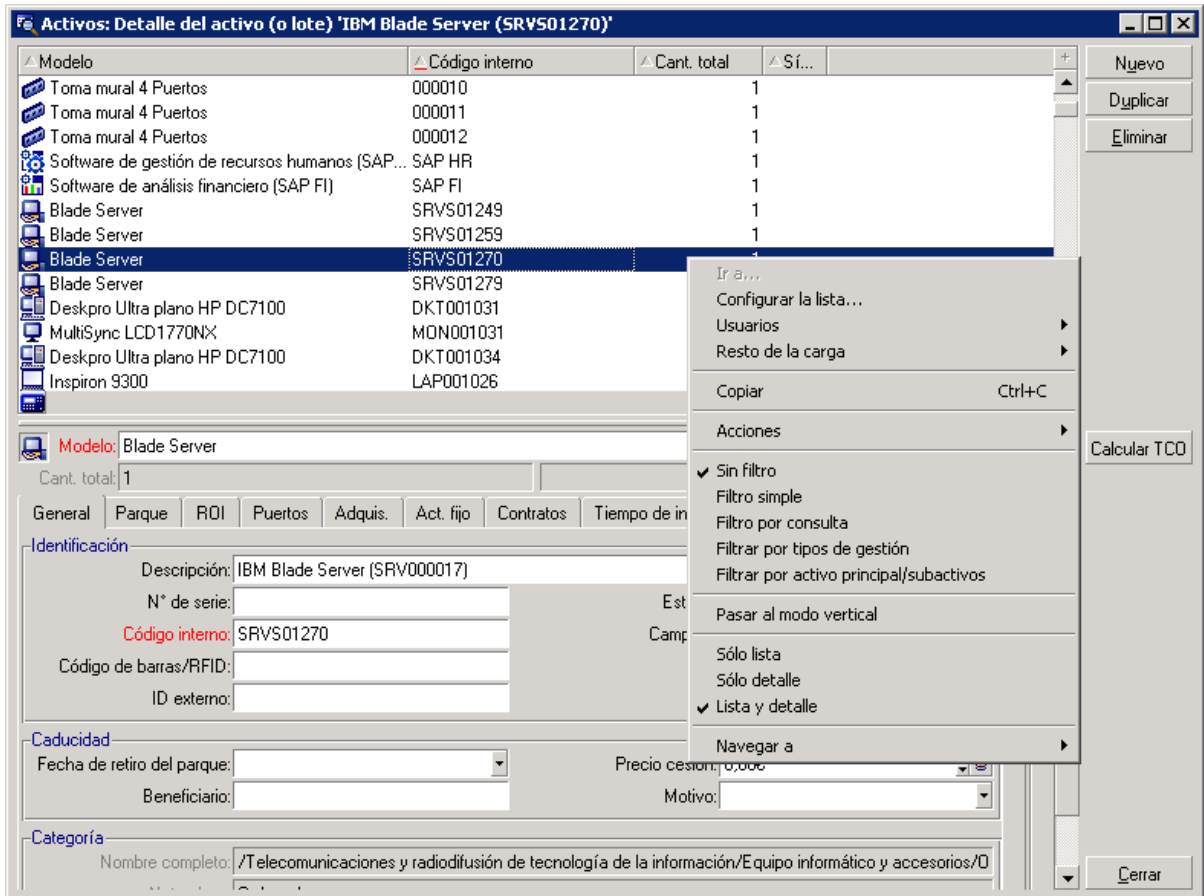 Activos: Detalle del activo (o lote) 'IBM Blade Server (SRVS01270)'
Modelo Código interno Cant. total Sí...
Nuevo
Toma mural 4 Puertos 000010 1
Duplicar
Toma mural 4 Puertos 000011 1
Toma mural 4 Puertos 000012 1
Eliminar
Software de gestión de recursos humanos (SAP... SAP HR 1
Software de análisis financiero (SAP FI) SAP FI 1
Blade Server SRVS01249 1
Blade Server SRVS01259 1
Blade Server SRVS01270
Blade Server SRVS01279
Deskpro Ultra plano HP DC7100 DKT001031
MultiSync LCD1770NX MON001031
Deskpro Ultra plano HP DC7100 DKT001034
Inspiron 9300 LAP001026
Ir a...
Configurar la lista...
Usuarios
Resto de la carga
Copiar Ctrl+C
Acciones
Sin filtro
Filtro simple
Filtro por consulta
Filtrar por tipos de gestión
Filtrar por activo principal/subactivos
Pasar al modo vertical
Sólo lista
Sólo detalle
Lista y detalle
Navegar a
Calcular TCO
Modelo: Blade Server
Cant. total: 1
General Parque ROI Puertos Adquis. Act. fijo Contratos Tiempo de in
Identificación
Descripción: IBM Blade Server (SRV000017)
N° de serie: Est
Código interno: SRVS01270 Camp
Código de barras/RFID:
ID externo:
Caducidad
Fecha de retiro del parque: Precio cesión: 0,00€
Beneficiario: Motivo:
Categoría
Nombre completo: /Telecomunicaciones y radiodifusión de tecnología de la información/Equipo informático y accesorios/O
Cerrar